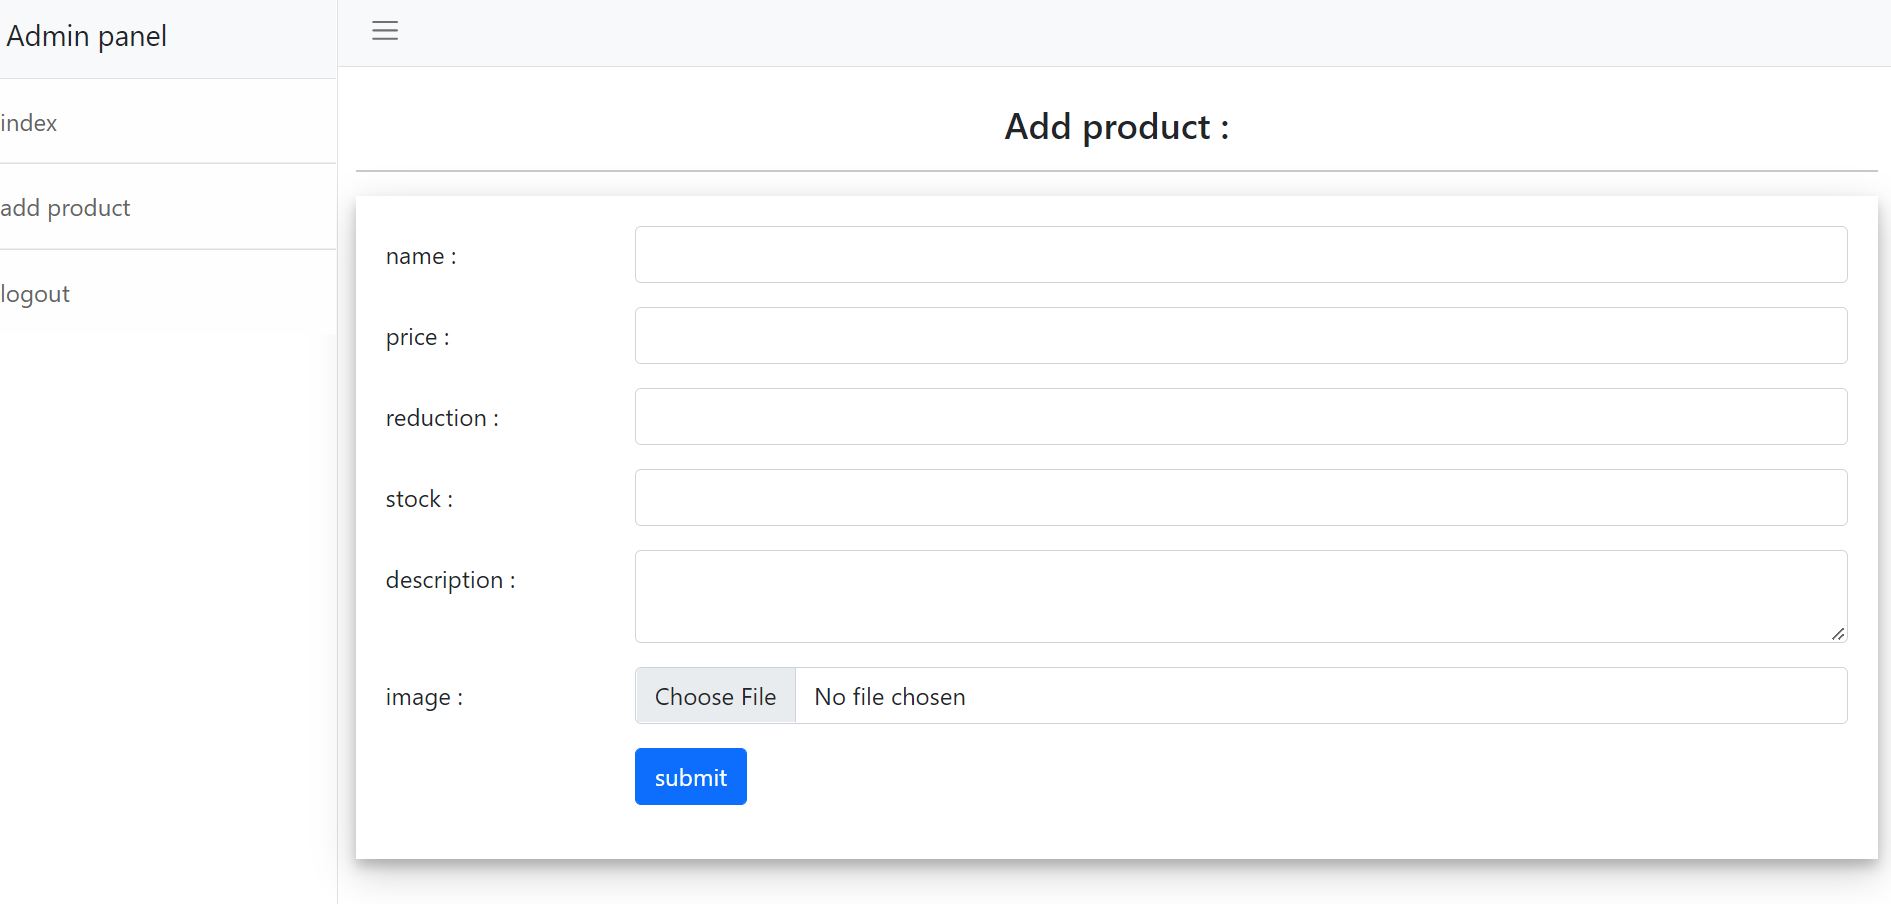 Admin panel
index
add product
logout
Add product :
name :
price :
reduction :
stock :
description :
image :
Choose File No file chosen
submit